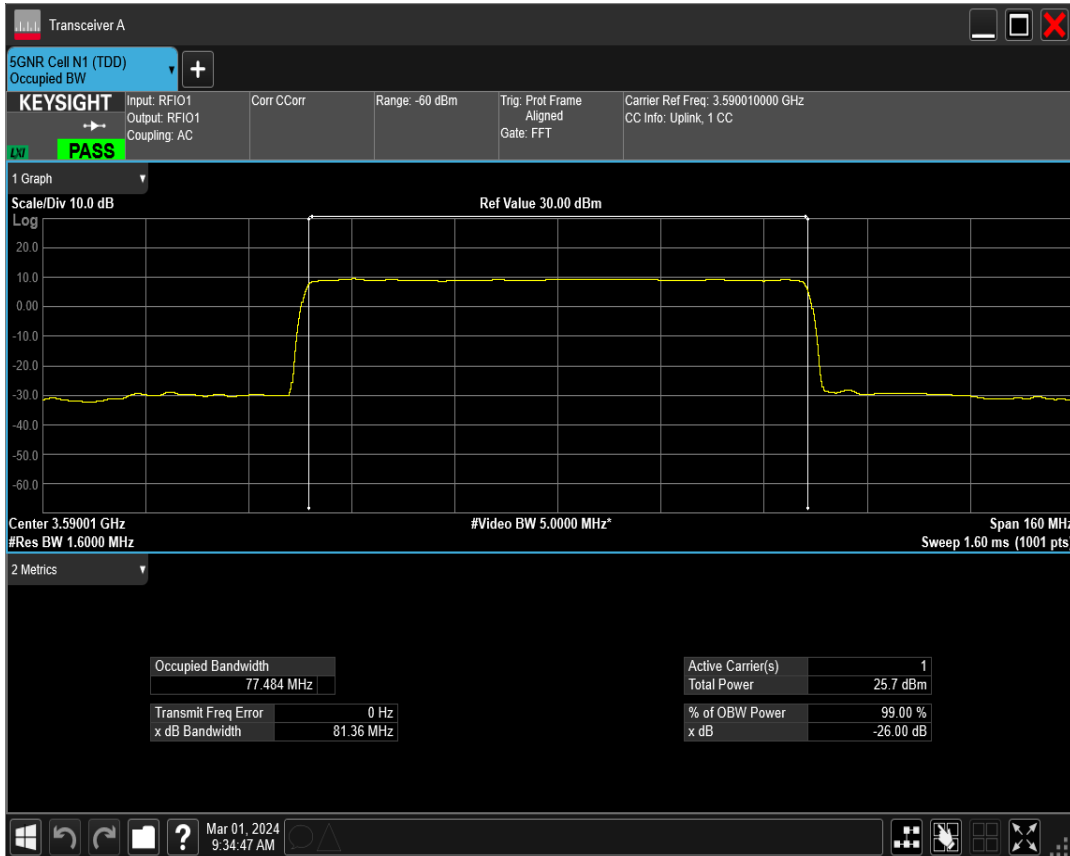 Transceiver A
5GNR Cell N1 (TDD)
Occupied BW
+
KEYSIGHT
LXI
PASS
Input: RFIO1
Output: RFIO1
Coupling: AC
Corr CCorr
Range: -60 dBm
Trig: Prot Frame
Aligned
Gate: FFT
Carrier Ref Freq: 3.590010000 GHz
CC Info: Uplink, 1 CC
1 Graph
Scale/Div 10.0 dB
Ref Value 30.00 dBm
Log
20.0
10.0
0.00
-10.0
-20.0
-30.0
-40.0
-50.0
-60.0
Center 3.59001 GHz
#Video BW 5.0000 MHz*
Span 160 MHz
#Res BW 1.6000 MHz
Sweep 1.60 ms (1001 pts)
2 Metrics
Occupied Bandwidth
77.484 MHz
Transmit Freq Error 0 Hz
x dB Bandwidth 81.36 MHz
Active Carrier(s) 1
Total Power 25.7 dBm
% of OBW Power 99.00 %
x dB -26.00 dB
?
Mar 01, 2024
9:34:47 AM